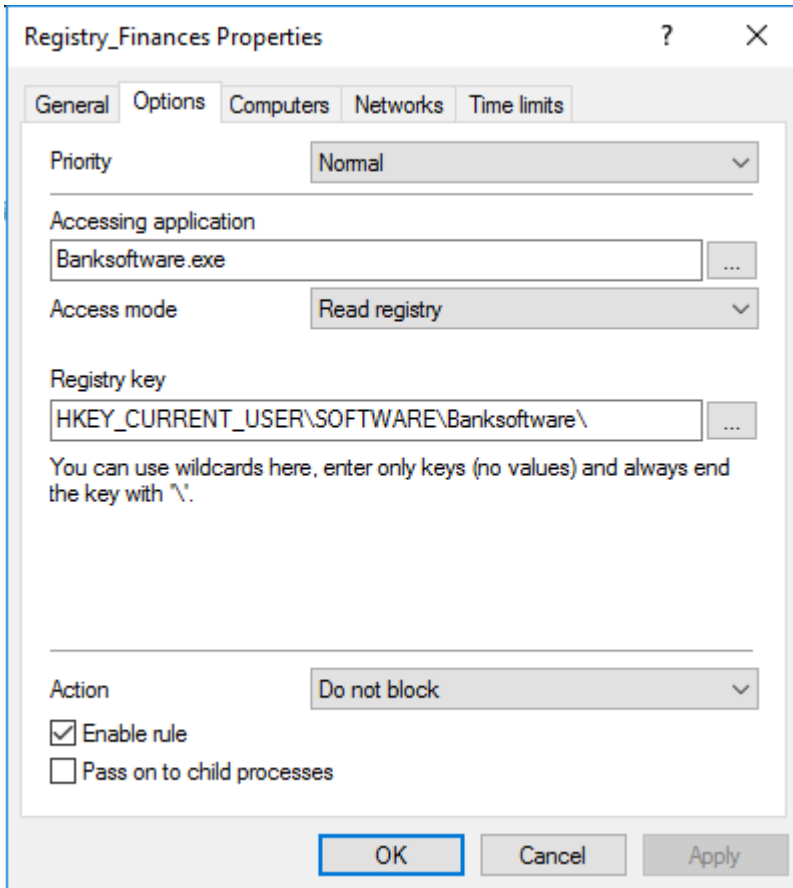 Registry_Finances Properties ?
General Options Computers Networks Time limits
Priority Normal
Accessing application
Banksoftware.exe ...
Access mode Read registry
Registry key
HKEY_CURRENT_USER\SOFTWARE\Banksoftware\ ...
You can use wildcards here, enter only keys (no values) and always end
the key with '\'.
Action Do not block
Enable rule
Pass on to child processes
OK Cancel Apply